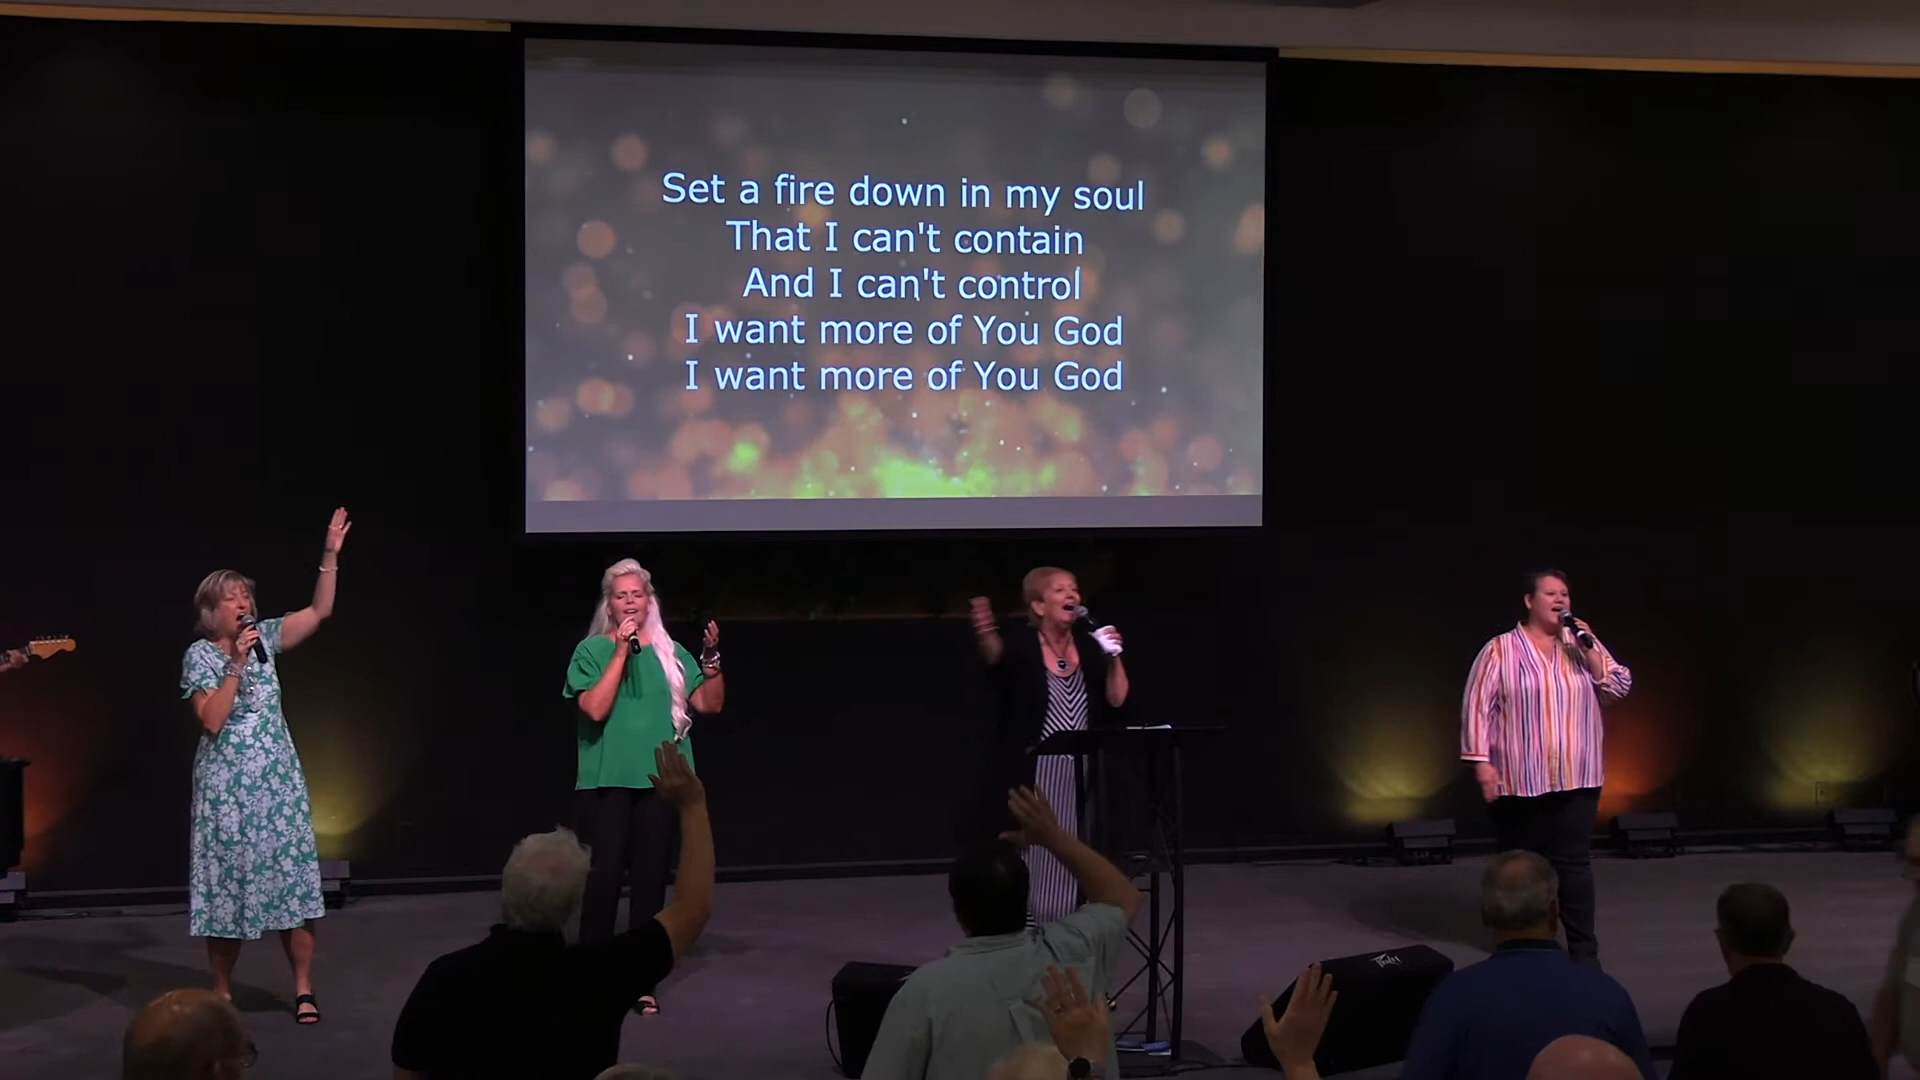 Set a fire down in my soul
That I can't contain
And I can't control
I want more of You God
I want more of You God
Peavey